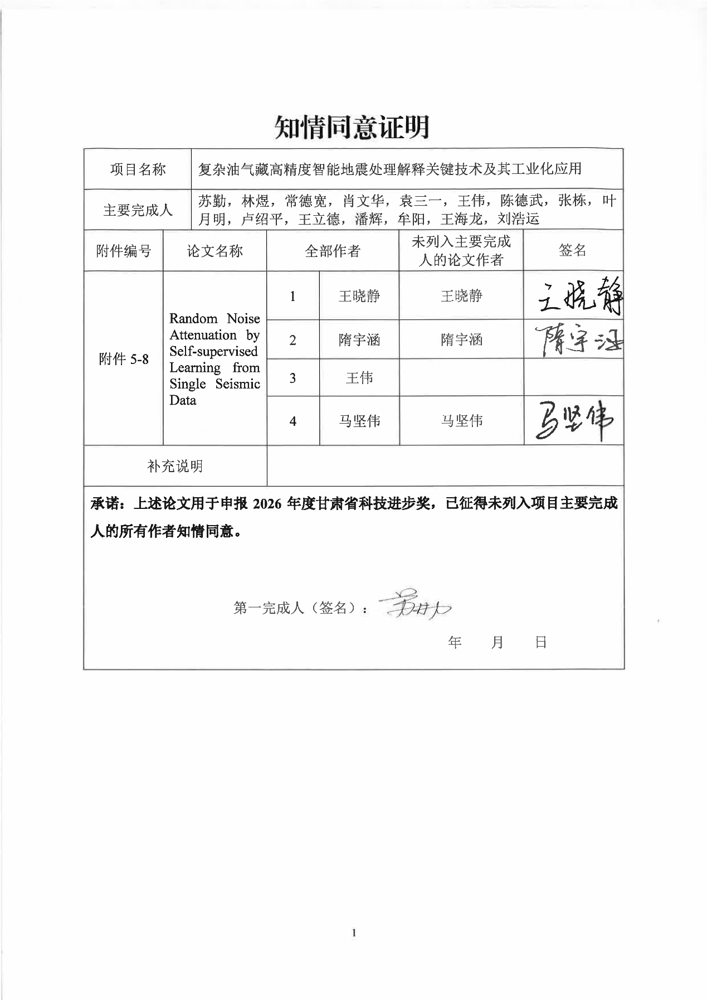 知情同意证明
项目名称
复杂油气藏高精度智能地震处理解释关键技术及其工业化应用
主要完成人
苏勤，林煜，常德宽，肖文华，袁三一，王伟，陈德武，张栋，叶
月明，卢绍平，王立德，潘辉，牟阳，王海龙，刘浩运
附件编号
论文名称
全部作者
未列入主要完成
人的论文作者
签名
附件 5-8
Random Noise
Attenuation by
Self-supervised
Learning from
Single Seismic
Data
1
王晓静
王晓静
王晓静
2
隋宇涵
隋宇涵
隋宇涵
3
王伟
4
马坚伟
马坚伟
马坚伟
补充说明
承诺：上述论文用于申报 2026 年度甘肃省科技进步奖，已征得未列入项目主要完成
人的所有作者知情同意。
第一完成人（签名）：苏勤
年 月 日
1